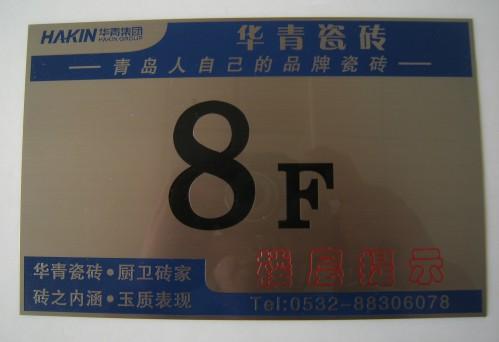 HAKIN 华青集团
HAKIN GROUP
华青瓷砖
青岛人自己的品牌瓷砖
8F
楼层提示
华青瓷砖·厨卫砖家
砖之内涵·玉质表现
Tel:0532-88306078